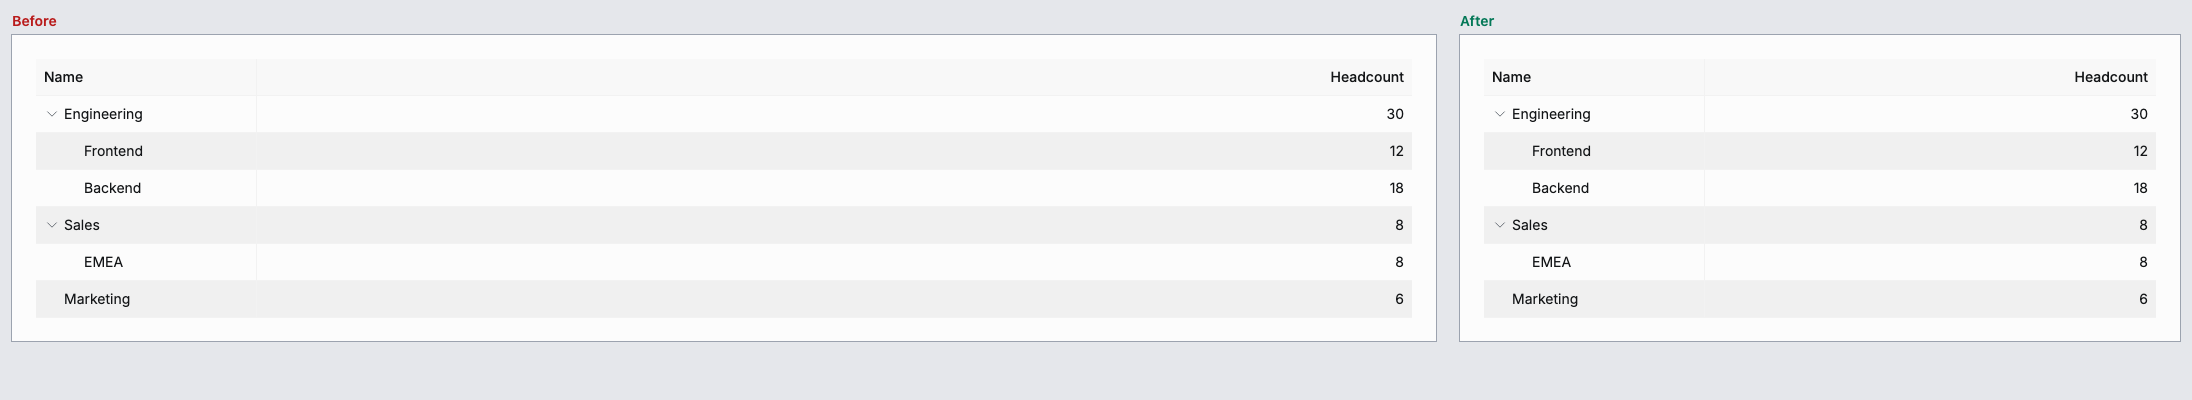 Before
Name Headcount
Engineering 30
Frontend 12
Backend 18
Sales 8
EMEA 8
Marketing 6
After
Name Headcount
Engineering 30
Frontend 12
Backend 18
Sales 8
EMEA 8
Marketing 6